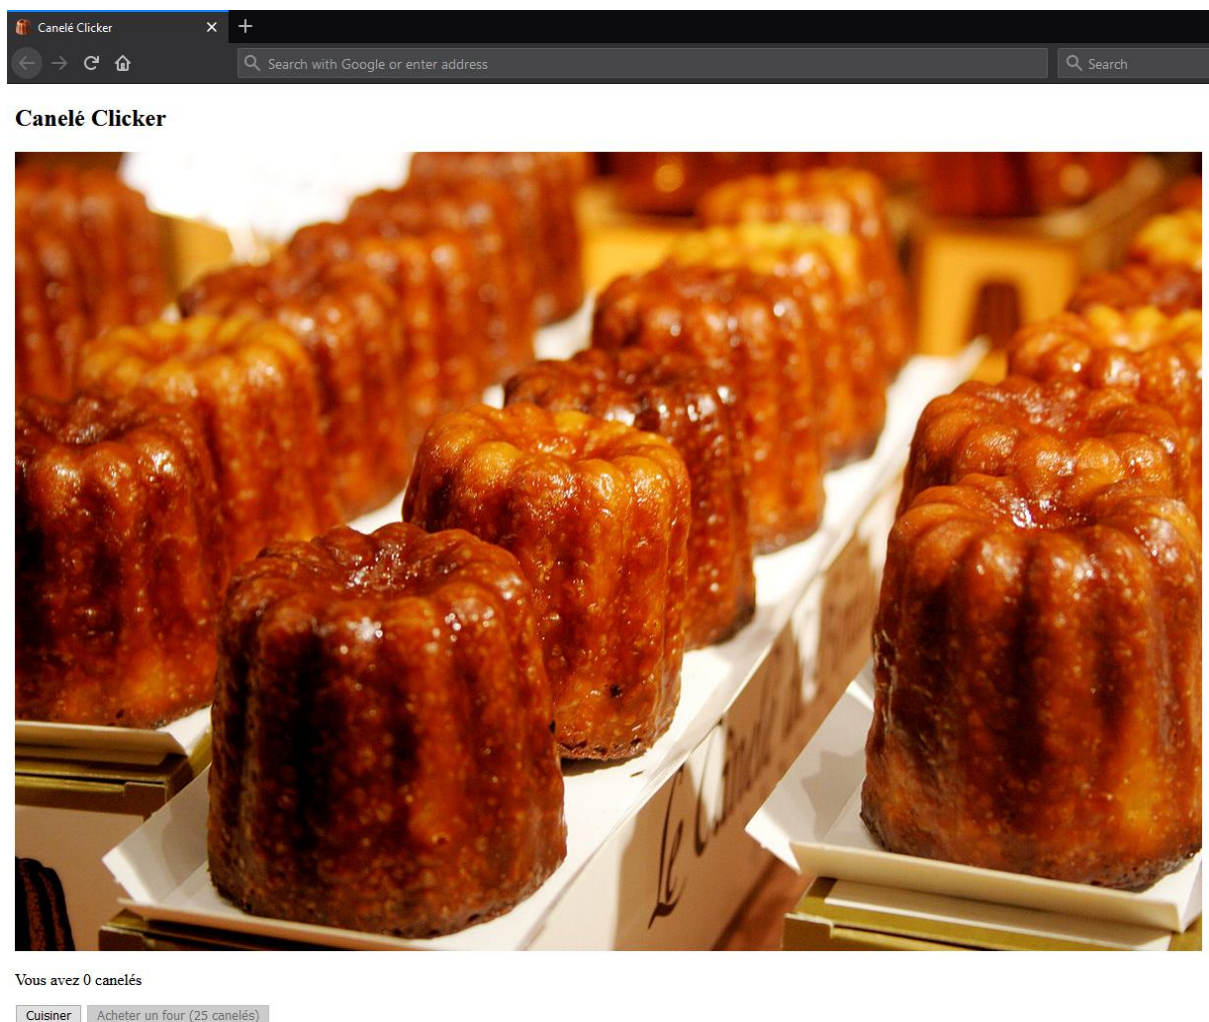 Canelé Clicker
Search with Google or enter address
Search
Canelé Clicker
Le Canelé
Vous avez 0 canelés
Cuisiner Acheter un four (25 canelés)